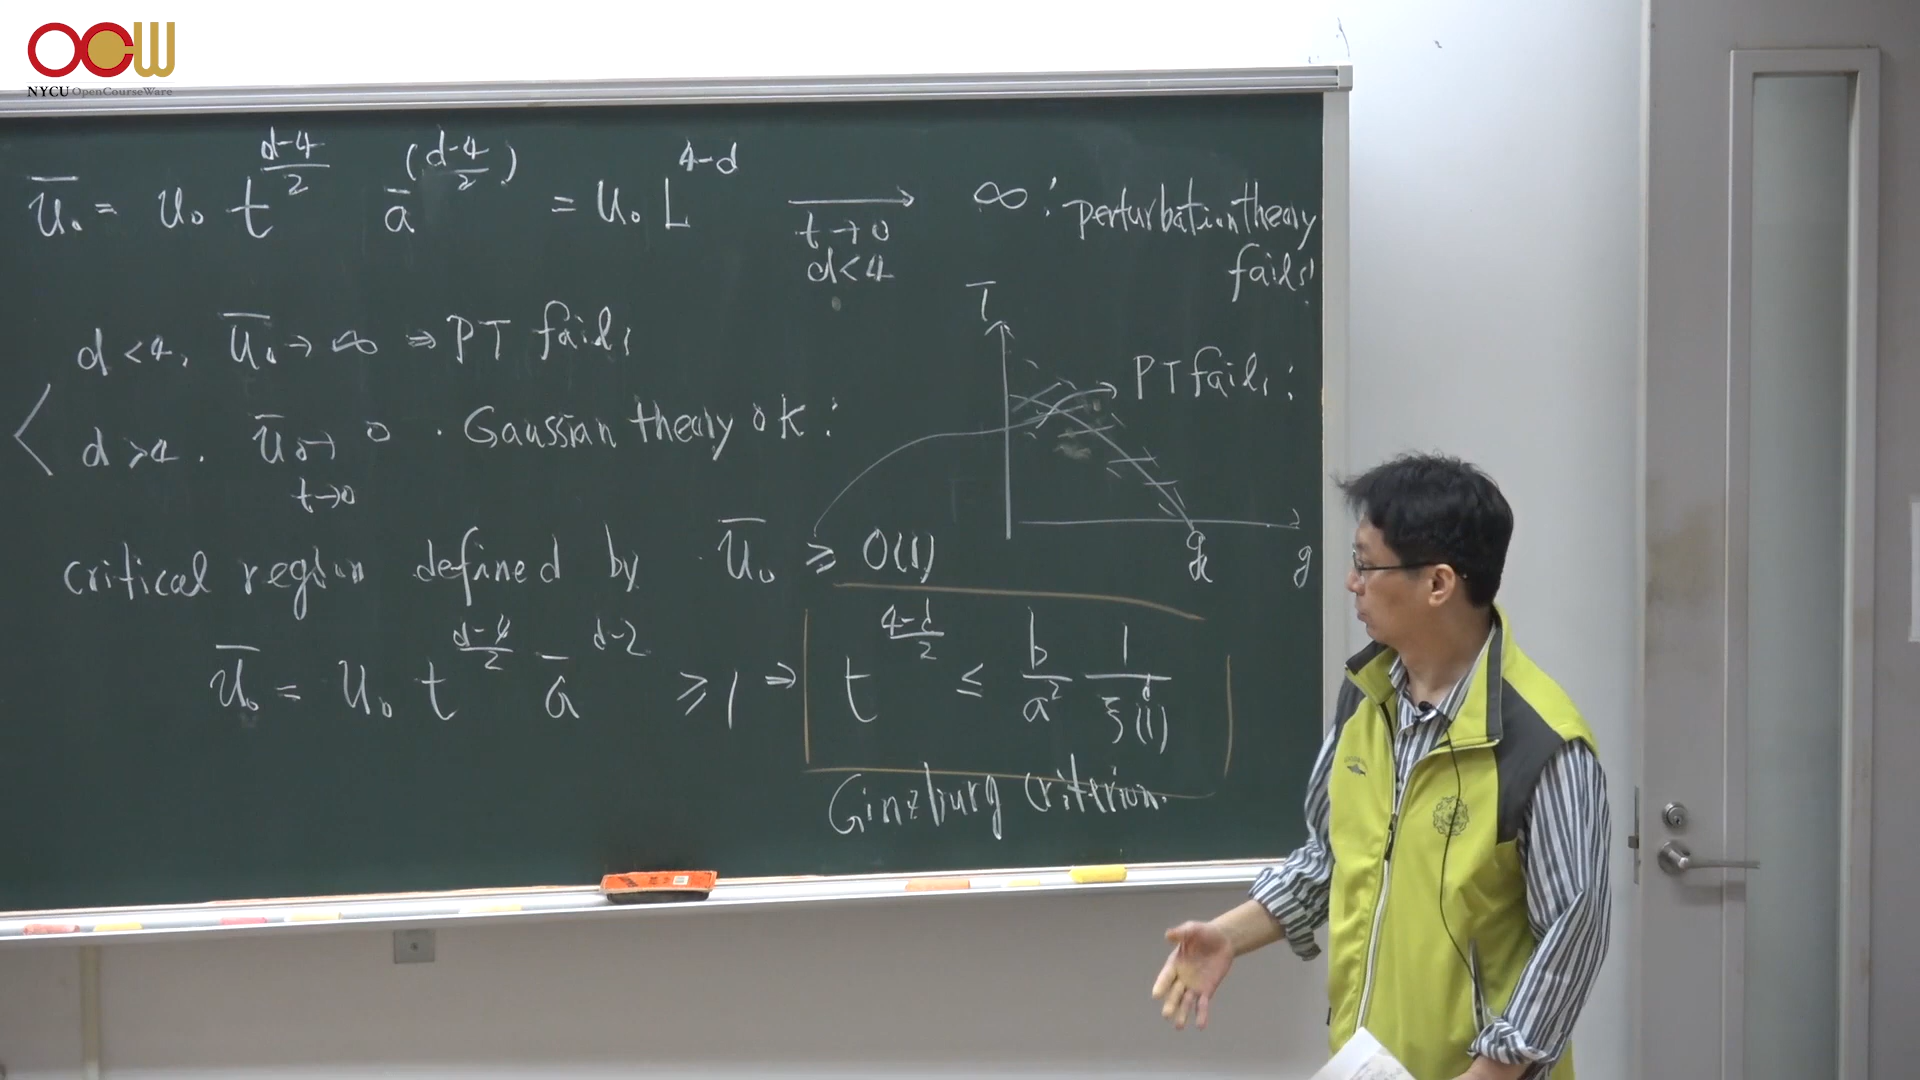 OCW
NYCU OpenCourseWare
ū₀ = u₀ t^((d-4)/2) ā^((d-4)/2) = u₀ L^(4-d) → (t→0, d<4) ∞ : perturbation theory fails!
d<4, ū₀ → ∞ ⇒ PT fails
d>4. ū₀ → 0 (t→0) . Gaussian theory ok :
T
PT fails :
g
critical region defined by ū₀ ≥ O(1)
ū₀ = u₀ t^((d-4)/2) ā^(d-2) ≥ 1 ⇒ t^((4-d)/2) ≤ b/a² 1/ξ^d(1)
Ginzburg criterion.